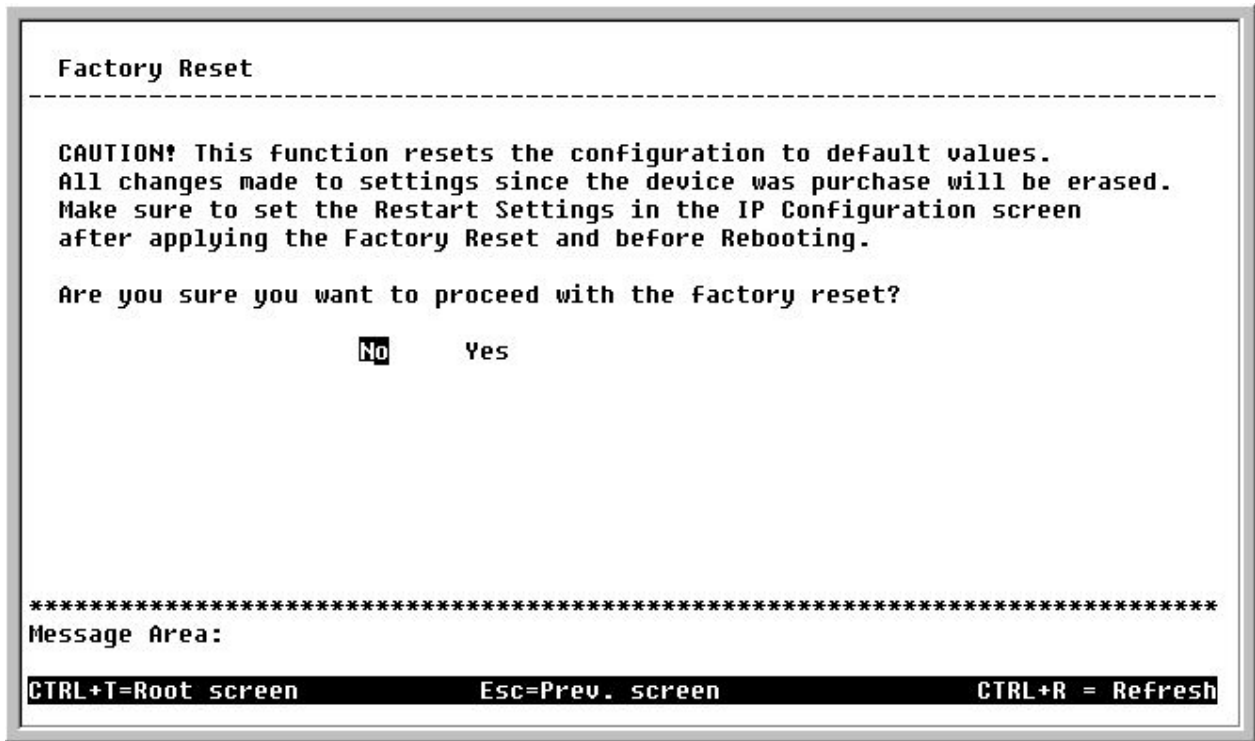 Factory Reset
--------------------------------------------------------------------------------
CAUTION! This function resets the configuration to default values.
All changes made to settings since the device was purchase will be erased.
Make sure to set the Restart Settings in the IP Configuration screen
after applying the Factory Reset and before Rebooting.
Are you sure you want to proceed with the factory reset?
No Yes
********************************************************************************
Message Area:
CTRL+T=Root screen Esc=Prev. screen CTRL+R = Refresh